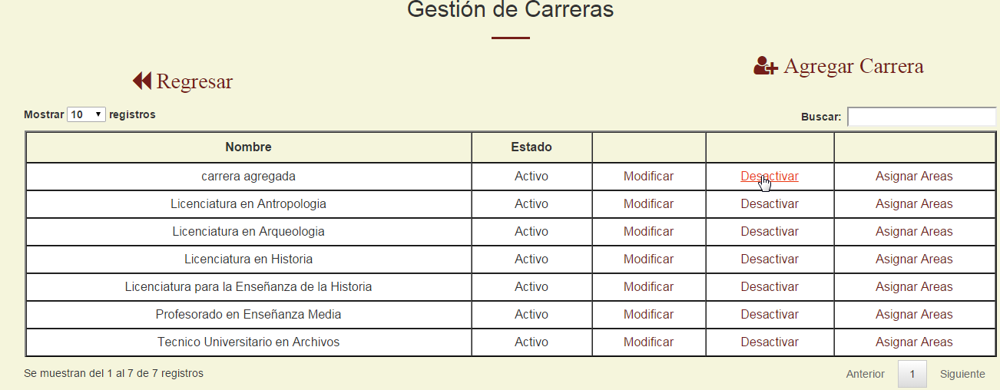 Gestión de Carreras
Regresar
Agregar Carrera
Mostrar 10 registros
Buscar:
Nombre Estado
carrera agregada Activo Modificar Desactivar Asignar Areas
Licenciatura en Antropologia Activo Modificar Desactivar Asignar Areas
Licenciatura en Arqueologia Activo Modificar Desactivar Asignar Areas
Licenciatura en Historia Activo Modificar Desactivar Asignar Areas
Licenciatura para la Enseñanza de la Historia Activo Modificar Desactivar Asignar Areas
Profesorado en Enseñanza Media Activo Modificar Desactivar Asignar Areas
Tecnico Universitario en Archivos Activo Modificar Desactivar Asignar Areas
Se muestran del 1 al 7 de 7 registros
Anterior 1 Siguiente